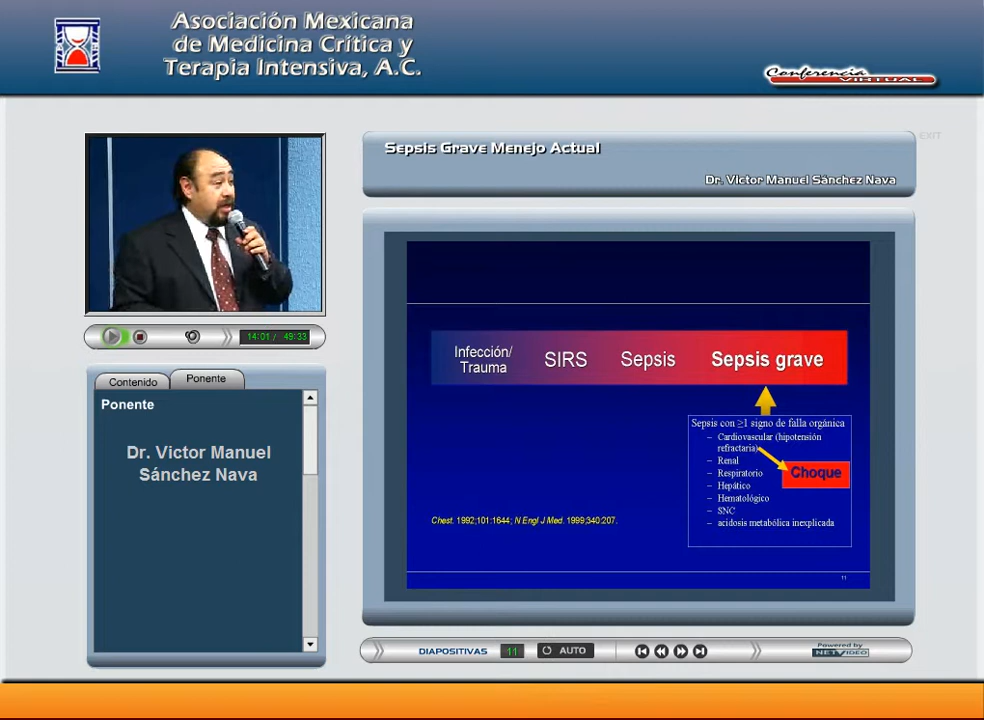 Asociación Mexicana
de Medicina Crítica y
Terapia Intensiva, A.C.
Conferencia
VIRTUAL
EXIT
Sepsis Grave Menejo Actual
Dr. Victor Manuel Sánchez Nava
14:01 / 49:33
Contenido
Ponente
Ponente
Dr. Victor Manuel
Sánchez Nava
Infección/
Trauma
SIRS
Sepsis
Sepsis grave
Sepsis con ≥1 signo de falla orgánica
– Cardiovascular (hipotensión
refractaria)
– Renal
– Respiratorio
– Hepático
– Hematológico
– SNC
– acidosis metabólica inexplicada
Choque
Chest. 1992;101:1644; N Engl J Med. 1999;340:207.
11
DIAPOSITIVAS
11
AUTO
Powered by
NETVIDEO